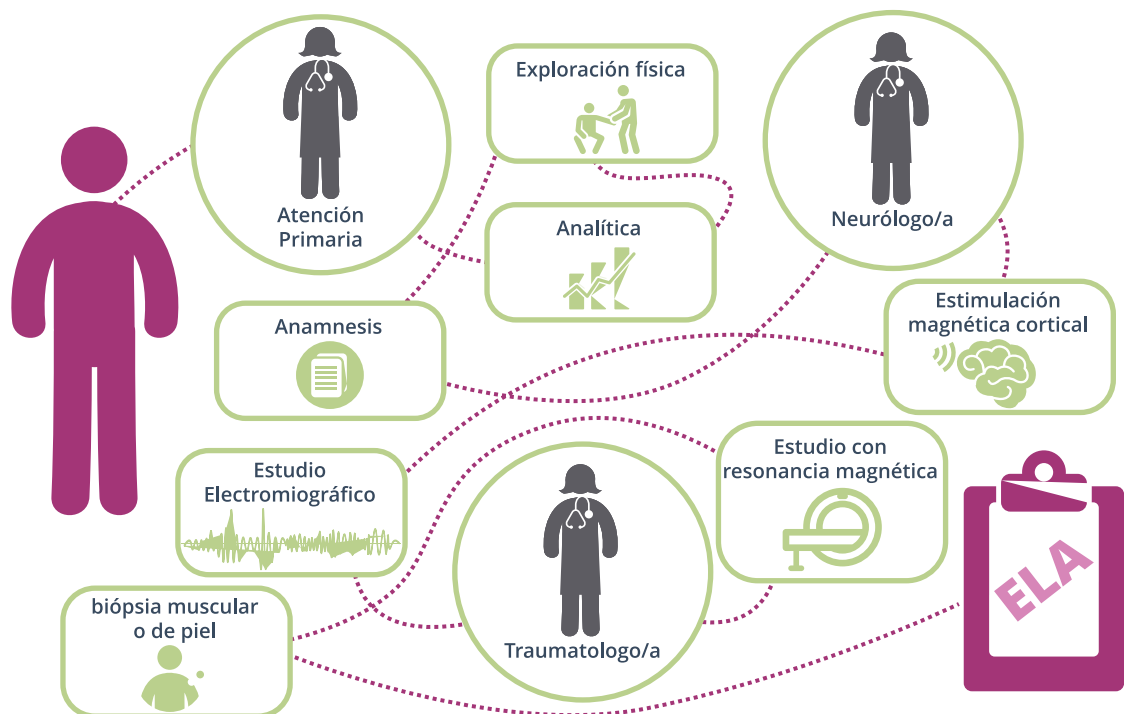 Atención
Primaria
Exploración física
Neurólogo/a
Analítica
Anamnesis
Estimulación
magnética cortical
Estudio
Electromiográfico
Estudio con
resonancia magnética
biópsia muscular
o de piel
Traumatologo/a
ELA